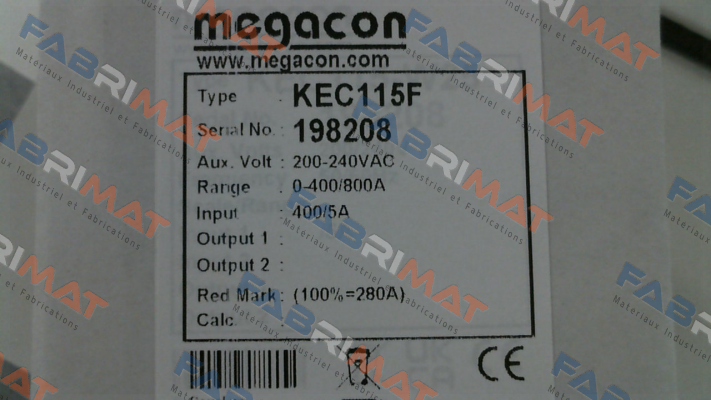 megacon
www.megacon.com
Type : KEC115F
Serial No. : 198208
Aux. Volt : 200-240VAC
Range : 0-400/800A
Input : 400/5A
Output 1 :
Output 2 :
Red Mark : (100%=280A)
Calc :
CE
FABRIMAT
Materiaux Industriel et Fabrications